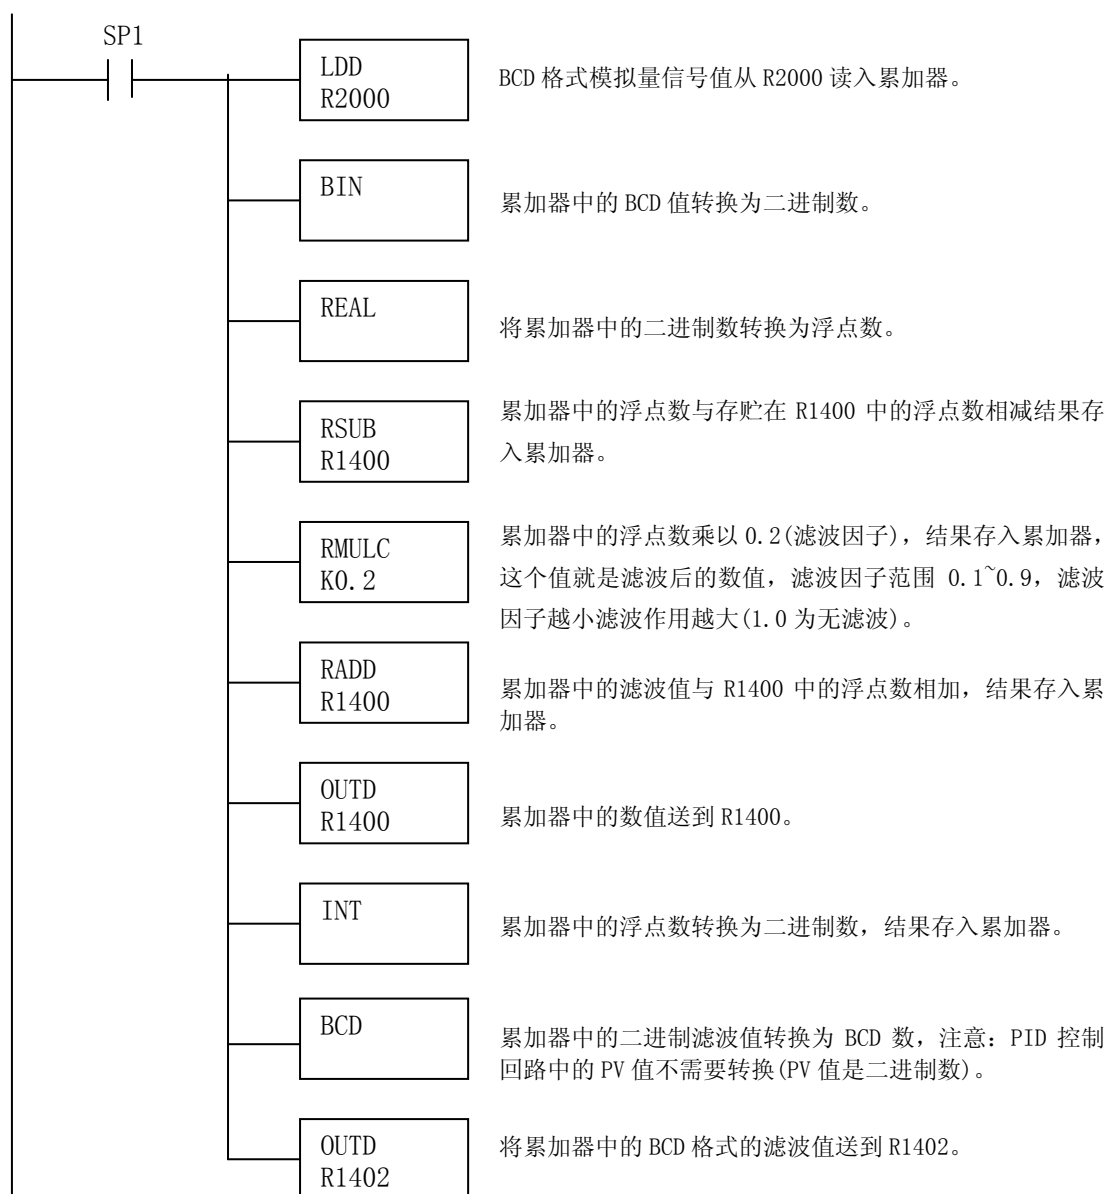 SP1
LDD
R2000
BCD 格式模拟量信号值从 R2000 读入累加器。
BIN
累加器中的 BCD 值转换为二进制数。
REAL
将累加器中的二进制数转换为浮点数。
RSUB
R1400
累加器中的浮点数与存贮在 R1400 中的浮点数相减结果存
入累加器。
RMULC
K0.2
累加器中的浮点数乘以 0.2(滤波因子)，结果存入累加器，
这个值就是滤波后的数值，滤波因子范围 0.1~0.9，滤波
因子越小滤波作用越大(1.0 为无滤波)。
RADD
R1400
累加器中的滤波值与 R1400 中的浮点数相加，结果存入累
加器。
OUTD
R1400
累加器中的数值送到 R1400。
INT
累加器中的浮点数转换为二进制数，结果存入累加器。
BCD
累加器中的二进制滤波值转换为 BCD 数，注意：PID 控制
回路中的 PV 值不需要转换(PV 值是二进制数)。
OUTD
R1402
将累加器中的 BCD 格式的滤波值送到 R1402。